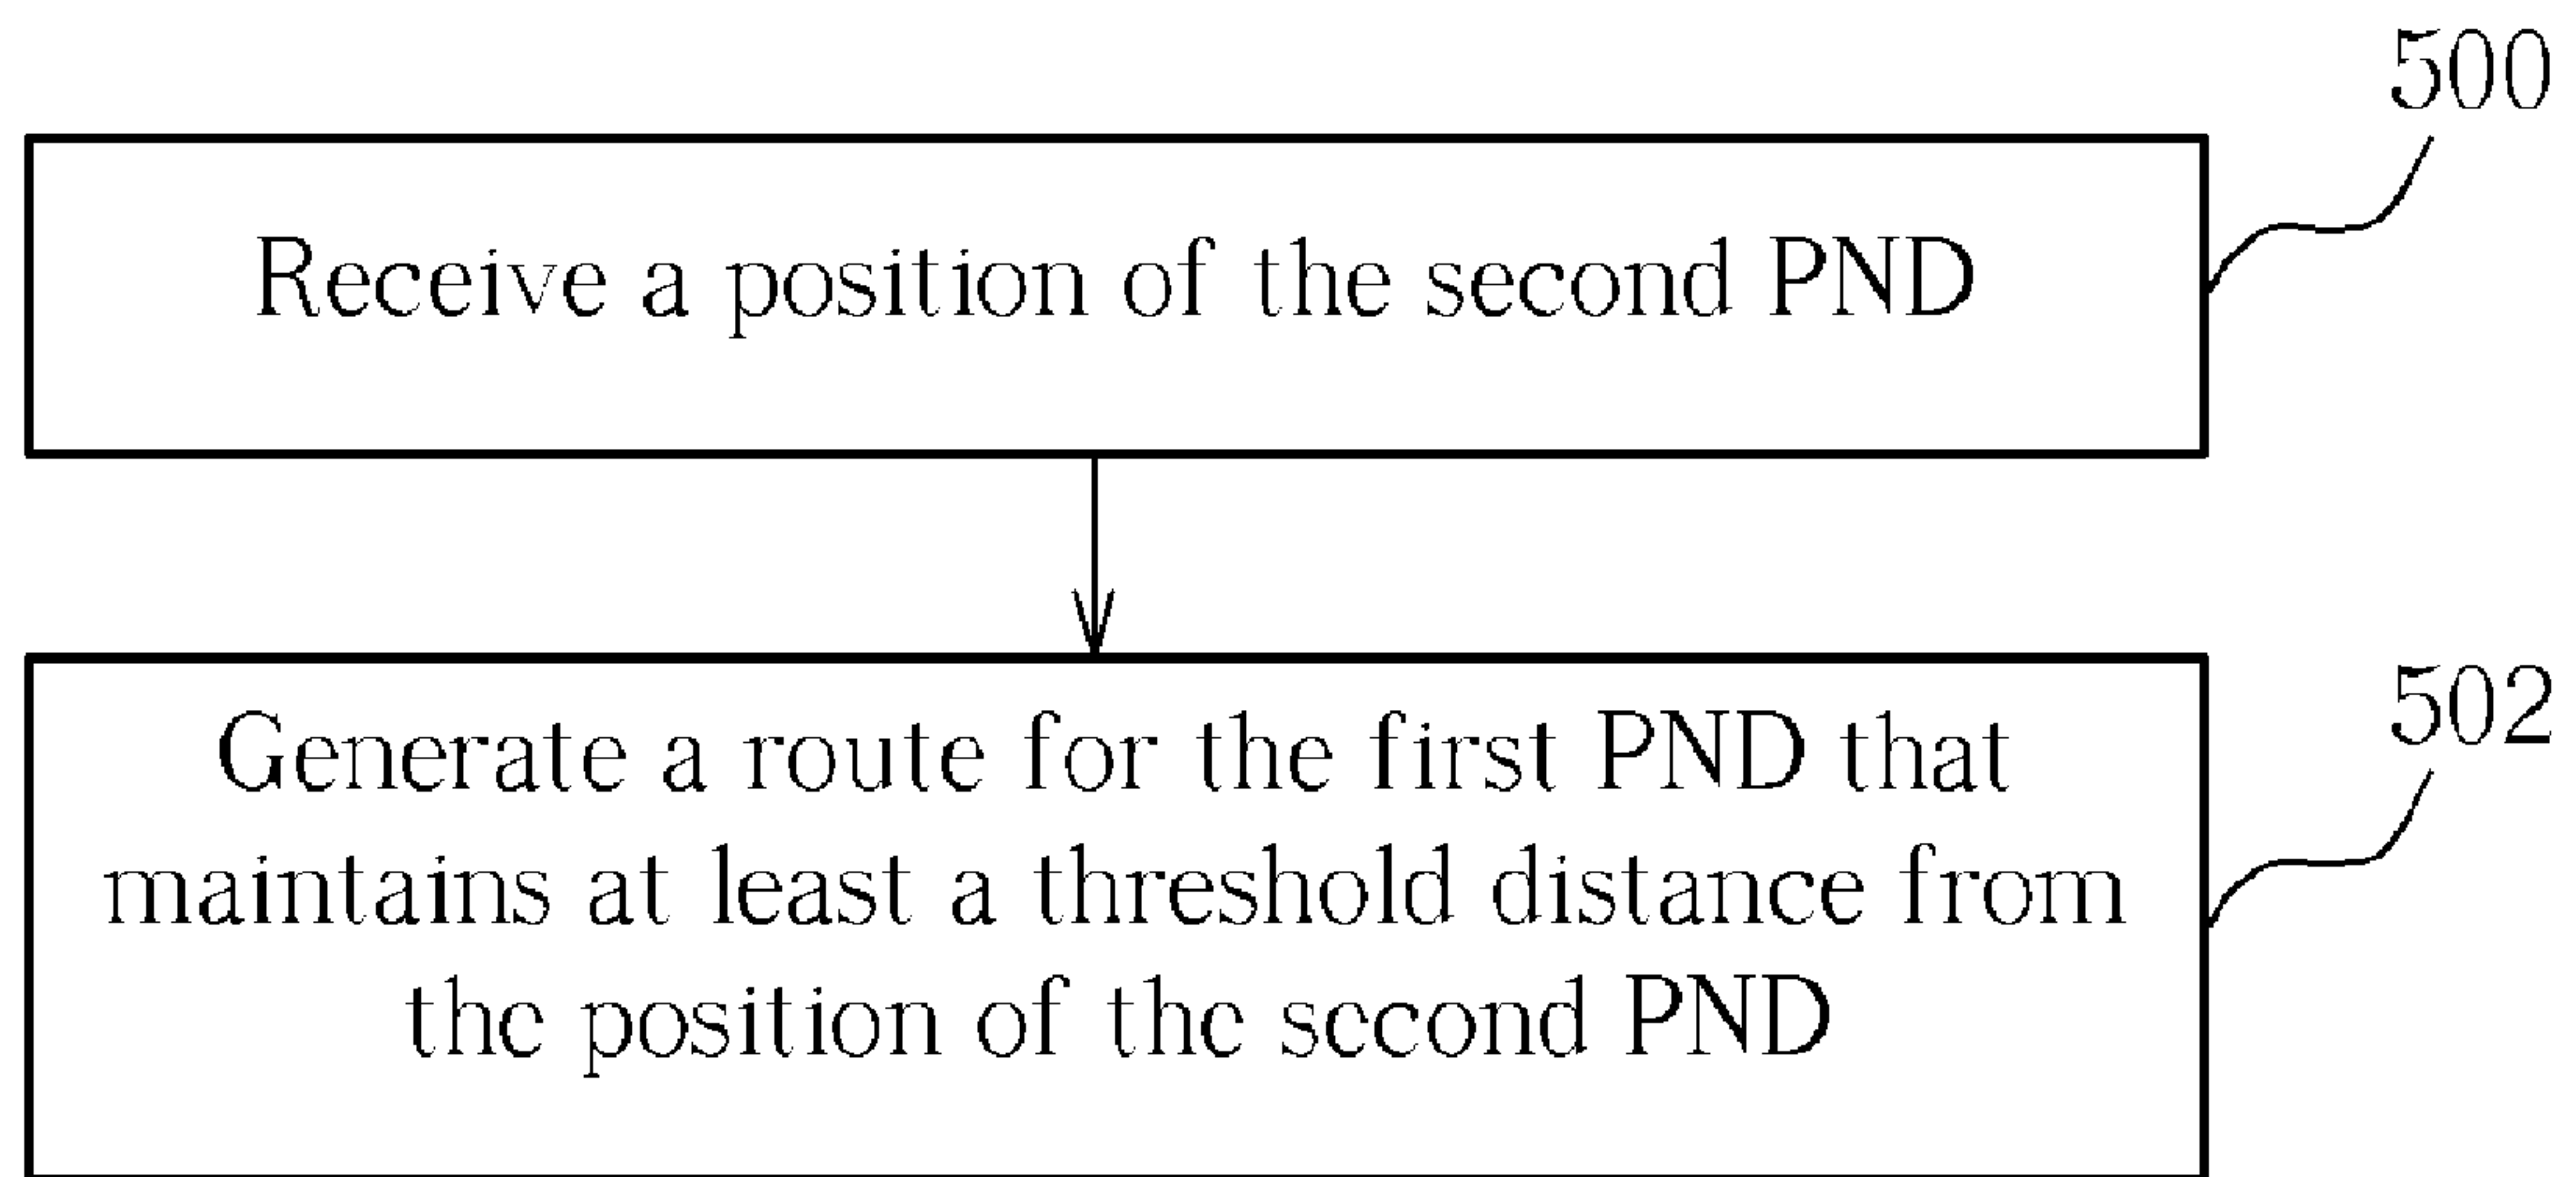 500
Receive a position of the second PND
502
Generate a route for the first PND that
maintains at least a threshold distance from
the position of the second PND